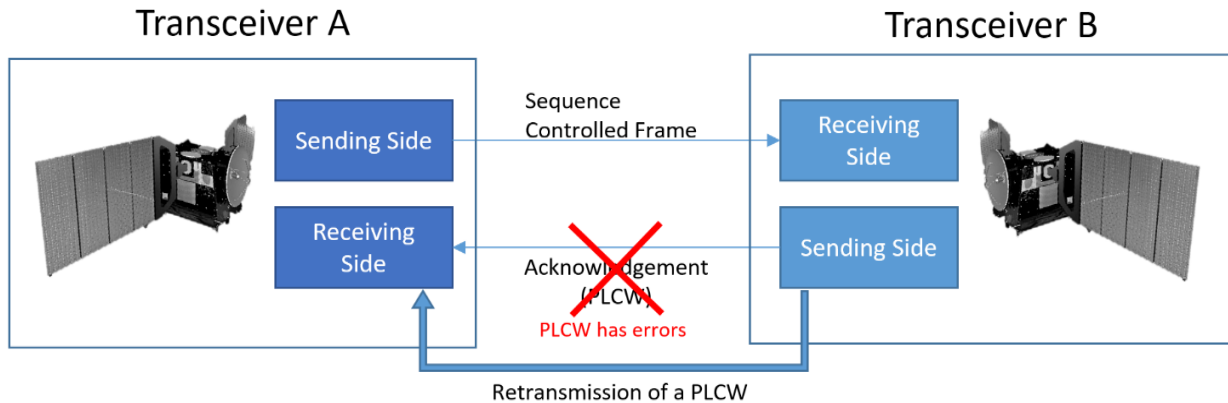 Transceiver A
Transceiver B
Sending Side
Sequence
Controlled Frame
Receiving
Side
Receiving
Side
Acknowledgement
(PLCW)
Sending Side
PLCW has errors
Retransmission of a PLCW